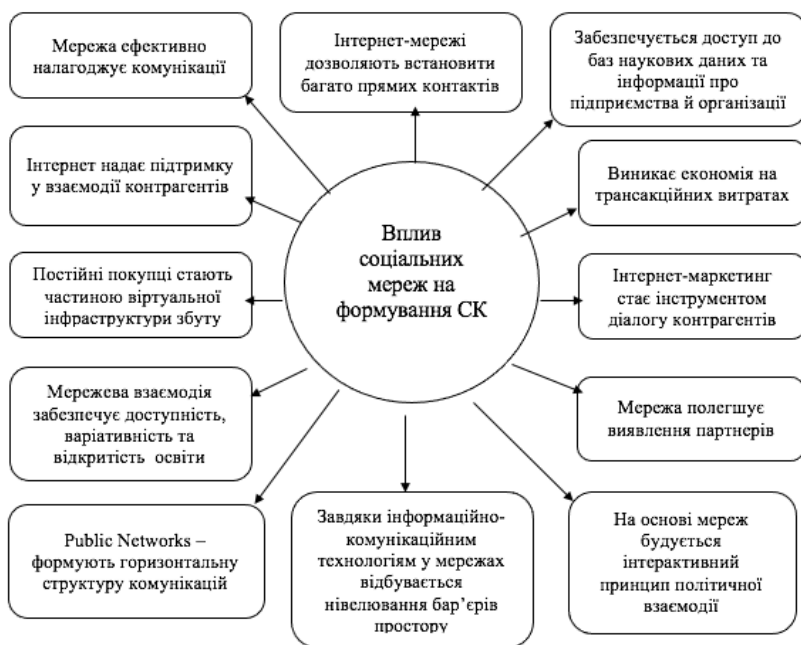 Мережа ефективно
налагоджує комунікації
Інтернет-мережі
дозволяють встановити
багато прямих контактів
Забезпечується доступ до
баз наукових даних та
інформації про
підприємства й організації
Інтернет надає підтримку
у взаємодії контрагентів
Виникає економія на
трансакційних витратах
Вплив
соціальних
мереж на
формування СК
Постійні покупці стають
частиною віртуальної
інфраструктури збуту
Інтернет-маркетинг
стає інструментом
діалогу контрагентів
Мережева взаємодія
забезпечує доступність,
варіативність та
відкритість освіти
Мережа полегшує
виявлення партнерів
Public Networks –
формують горизонтальну
структуру комунікацій
Завдяки інформаційно-
комунікаційним
технологіям у мережах
відбувається
нівелювання бар’єрів
простору
На основі мереж
будується
інтерактивний
принцип політичної
взаємодії